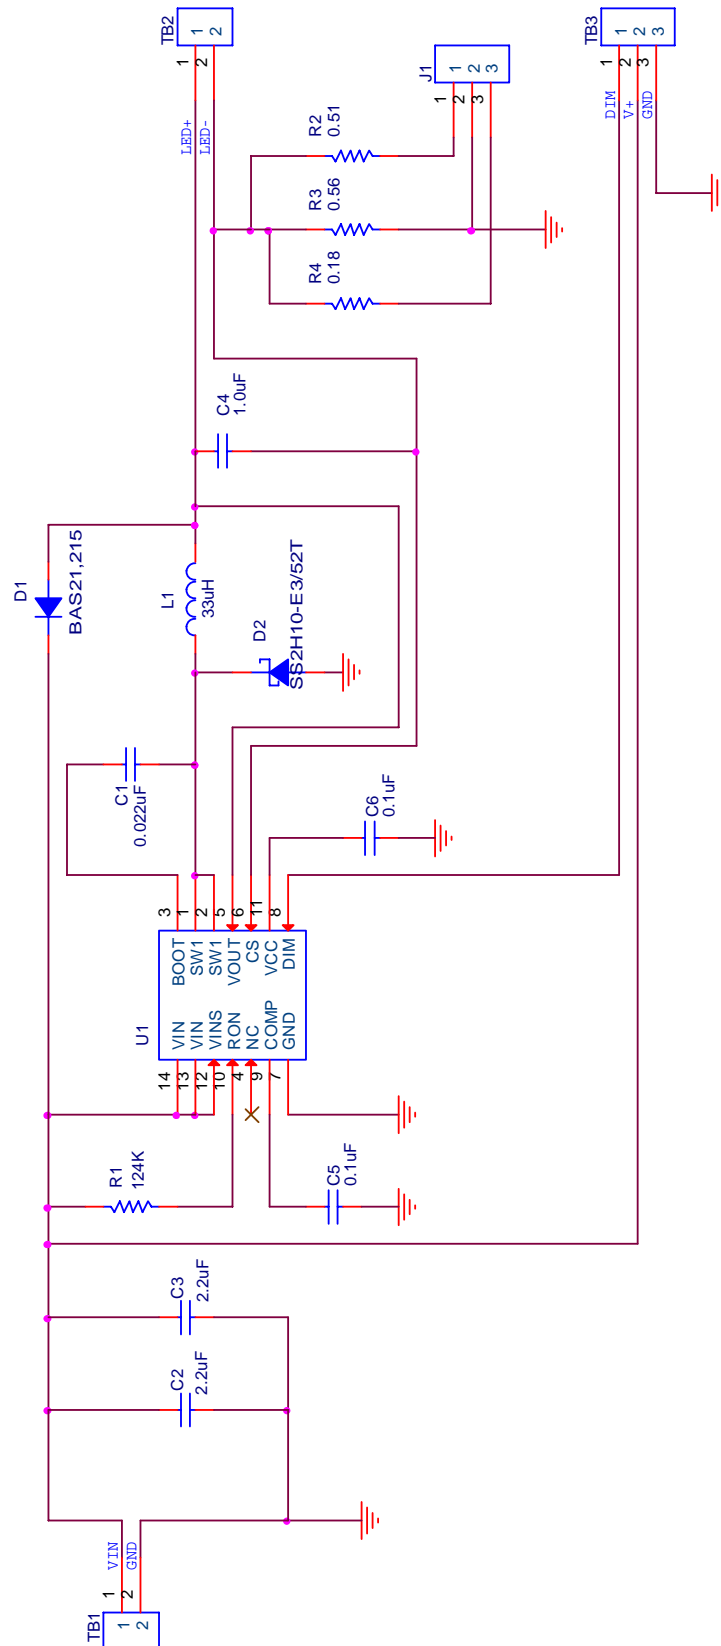 TB2
1
2
1
2
LED+
LED-
TB3
1
2
3
1
2
3
DIM
V+
GND
J1
1
2
3
1
2
3
R2
0.51
R3
0.56
R4
0.18
C4
1.0uF
D1
BAS21,215
L1
33uH
D2
SS2H10-E3/52T
C1
0.022uF
C6
0.1uF
3
1
2
5
6
11
8
U1
BOOT
SW1
SW1
VOUT
CS
VCC
DIM
VIN
VIN
VINS
RON
NC
COMP
GND
14
13
12
10
4
9
7
R1
124K
C5
0.1uF
C3
2.2uF
C2
2.2uF
VIN
GND
1
2
TB1
1
2